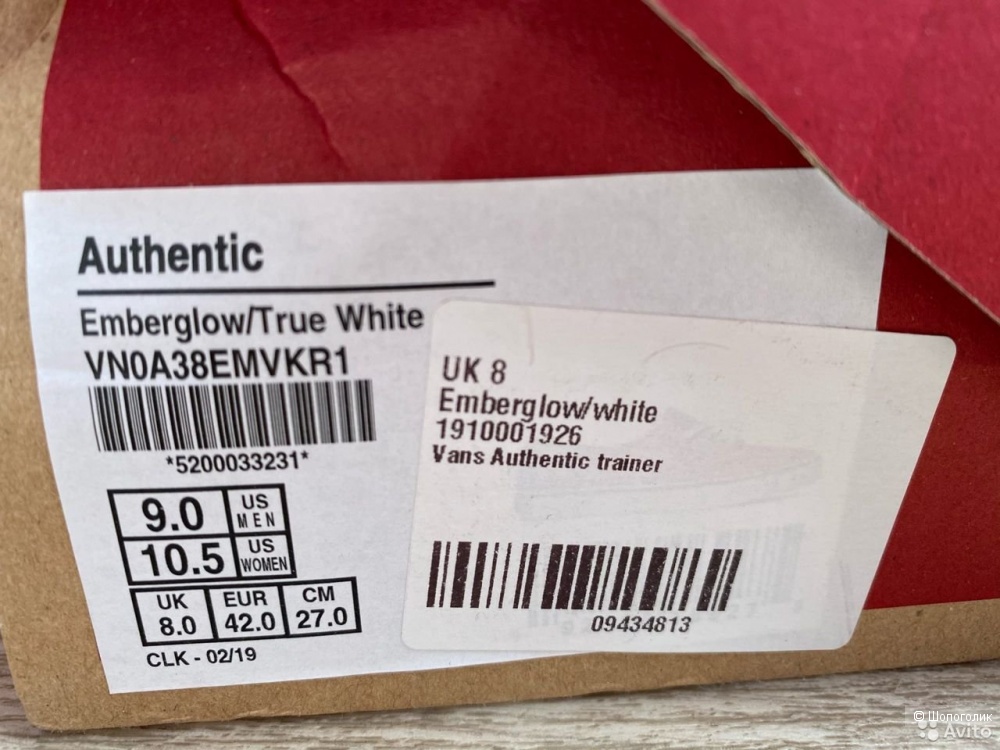 Authentic
Emberglow/True White
VN0A38EMVKR1
*5200033231*
9.0 US MEN
10.5 US WOMEN
UK EUR CM
8.0 42.0 27.0
CLK - 02/19
UK 8
Emberglow/white
1910001926
Vans Authentic trainer
09434813
© Шопоголик
Avito